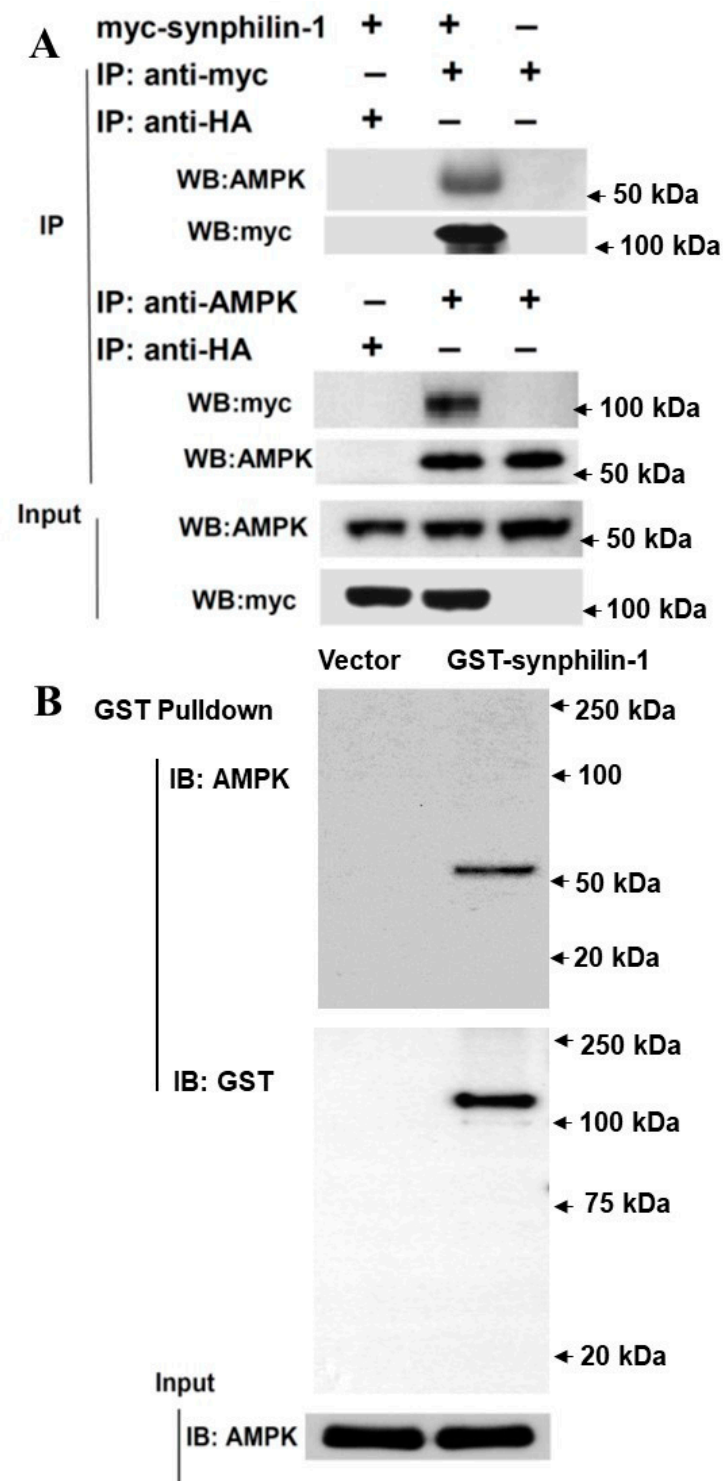 A
myc-synphilin-1 + + –
IP: anti-myc – + +
IP: anti-HA + – –
IP
WB:AMPK
50 kDa
WB:myc
100 kDa
IP: anti-AMPK – + +
IP: anti-HA + – –
WB:myc
100 kDa
WB:AMPK
50 kDa
Input
WB:AMPK
50 kDa
WB:myc
100 kDa
Vector GST-synphilin-1
B GST Pulldown
250 kDa
IB: AMPK
100
50 kDa
20 kDa
250 kDa
IB: GST
100 kDa
75 kDa
20 kDa
Input
IB: AMPK